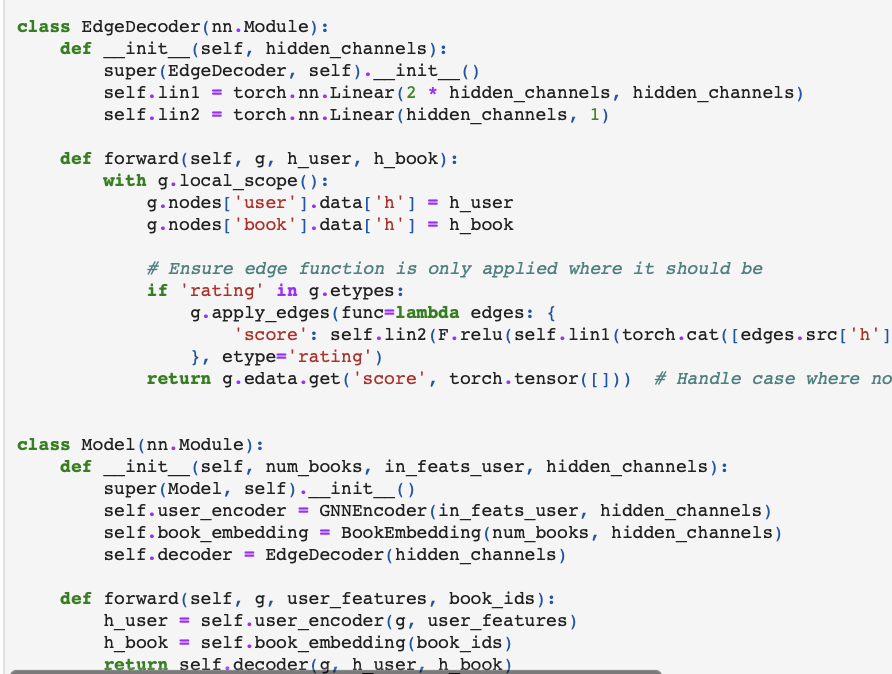 class EdgeDecoder(nn.Module):
    def __init__(self, hidden_channels):
        super(EdgeDecoder, self).__init__()
        self.lin1 = torch.nn.Linear(2 * hidden_channels, hidden_channels)
        self.lin2 = torch.nn.Linear(hidden_channels, 1)

    def forward(self, g, h_user, h_book):
        with g.local_scope():
            g.nodes['user'].data['h'] = h_user
            g.nodes['book'].data['h'] = h_book

            # Ensure edge function is only applied where it should be
            if 'rating' in g.etypes:
                g.apply_edges(func=lambda edges: {
                    'score': self.lin2(F.relu(self.lin1(torch.cat([edges.src['h']
                }, etype='rating')
            return g.edata.get('score', torch.tensor([]))  # Handle case where no

class Model(nn.Module):
    def __init__(self, num_books, in_feats_user, hidden_channels):
        super(Model, self).__init__()
        self.user_encoder = GNNEncoder(in_feats_user, hidden_channels)
        self.book_embedding = BookEmbedding(num_books, hidden_channels)
        self.decoder = EdgeDecoder(hidden_channels)

    def forward(self, g, user_features, book_ids):
        h_user = self.user_encoder(g, user_features)
        h_book = self.book_embedding(book_ids)
        return self.decoder(g, h_user, h_book)